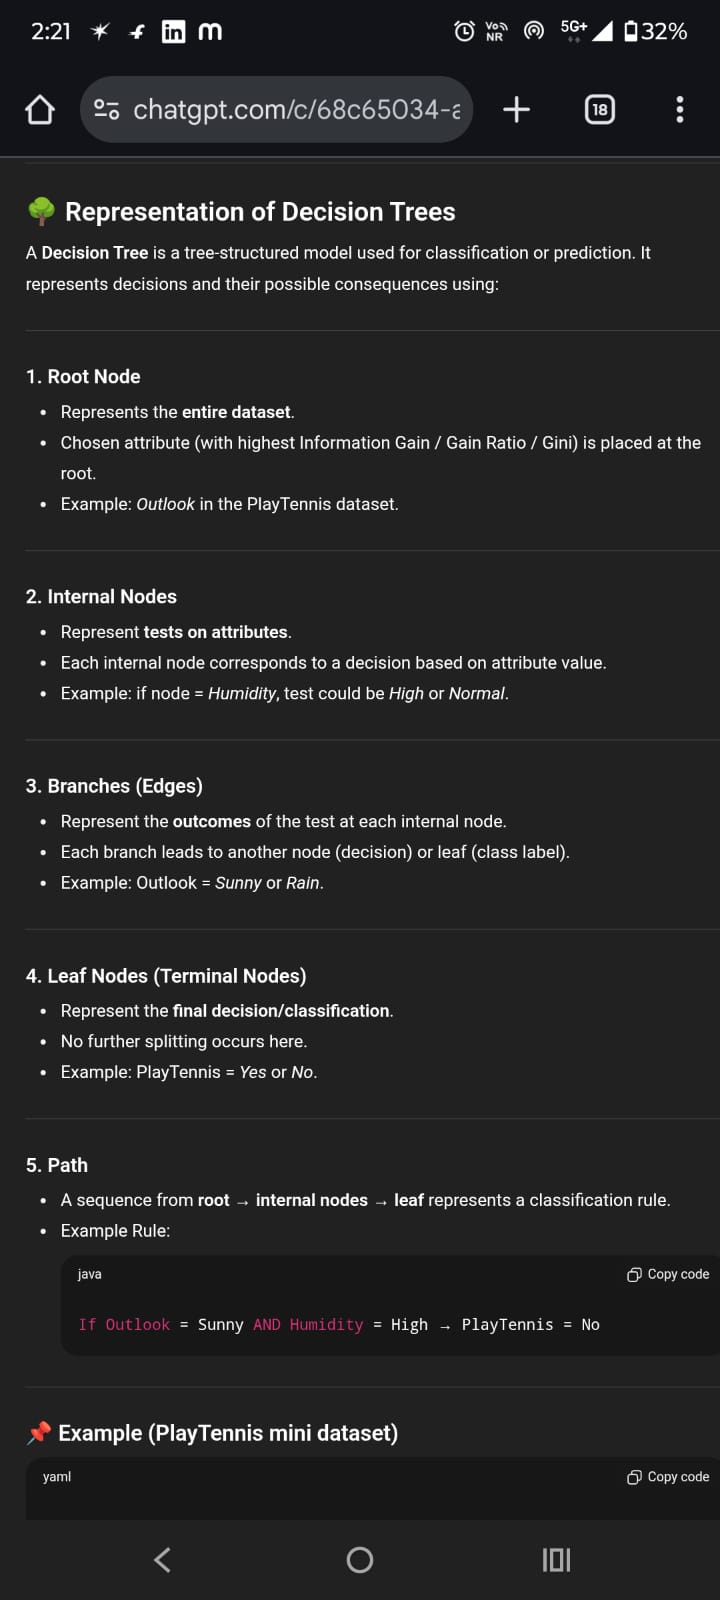 2:21 in m Vo NR 5G+ 32%
chatgpt.com/c/68c65034-a 18
🌳 Representation of Decision Trees
A Decision Tree is a tree-structured model used for classification or prediction. It
represents decisions and their possible consequences using:
1. Root Node
• Represents the entire dataset.
• Chosen attribute (with highest Information Gain / Gain Ratio / Gini) is placed at the
root.
• Example: Outlook in the PlayTennis dataset.
2. Internal Nodes
• Represent tests on attributes.
• Each internal node corresponds to a decision based on attribute value.
• Example: if node = Humidity, test could be High or Normal.
3. Branches (Edges)
• Represent the outcomes of the test at each internal node.
• Each branch leads to another node (decision) or leaf (class label).
• Example: Outlook = Sunny or Rain.
4. Leaf Nodes (Terminal Nodes)
• Represent the final decision/classification.
• No further splitting occurs here.
• Example: PlayTennis = Yes or No.
5. Path
• A sequence from root → internal nodes → leaf represents a classification rule.
• Example Rule:
java Copy code
If Outlook = Sunny AND Humidity = High → PlayTennis = No
📌 Example (PlayTennis mini dataset)
yaml Copy code